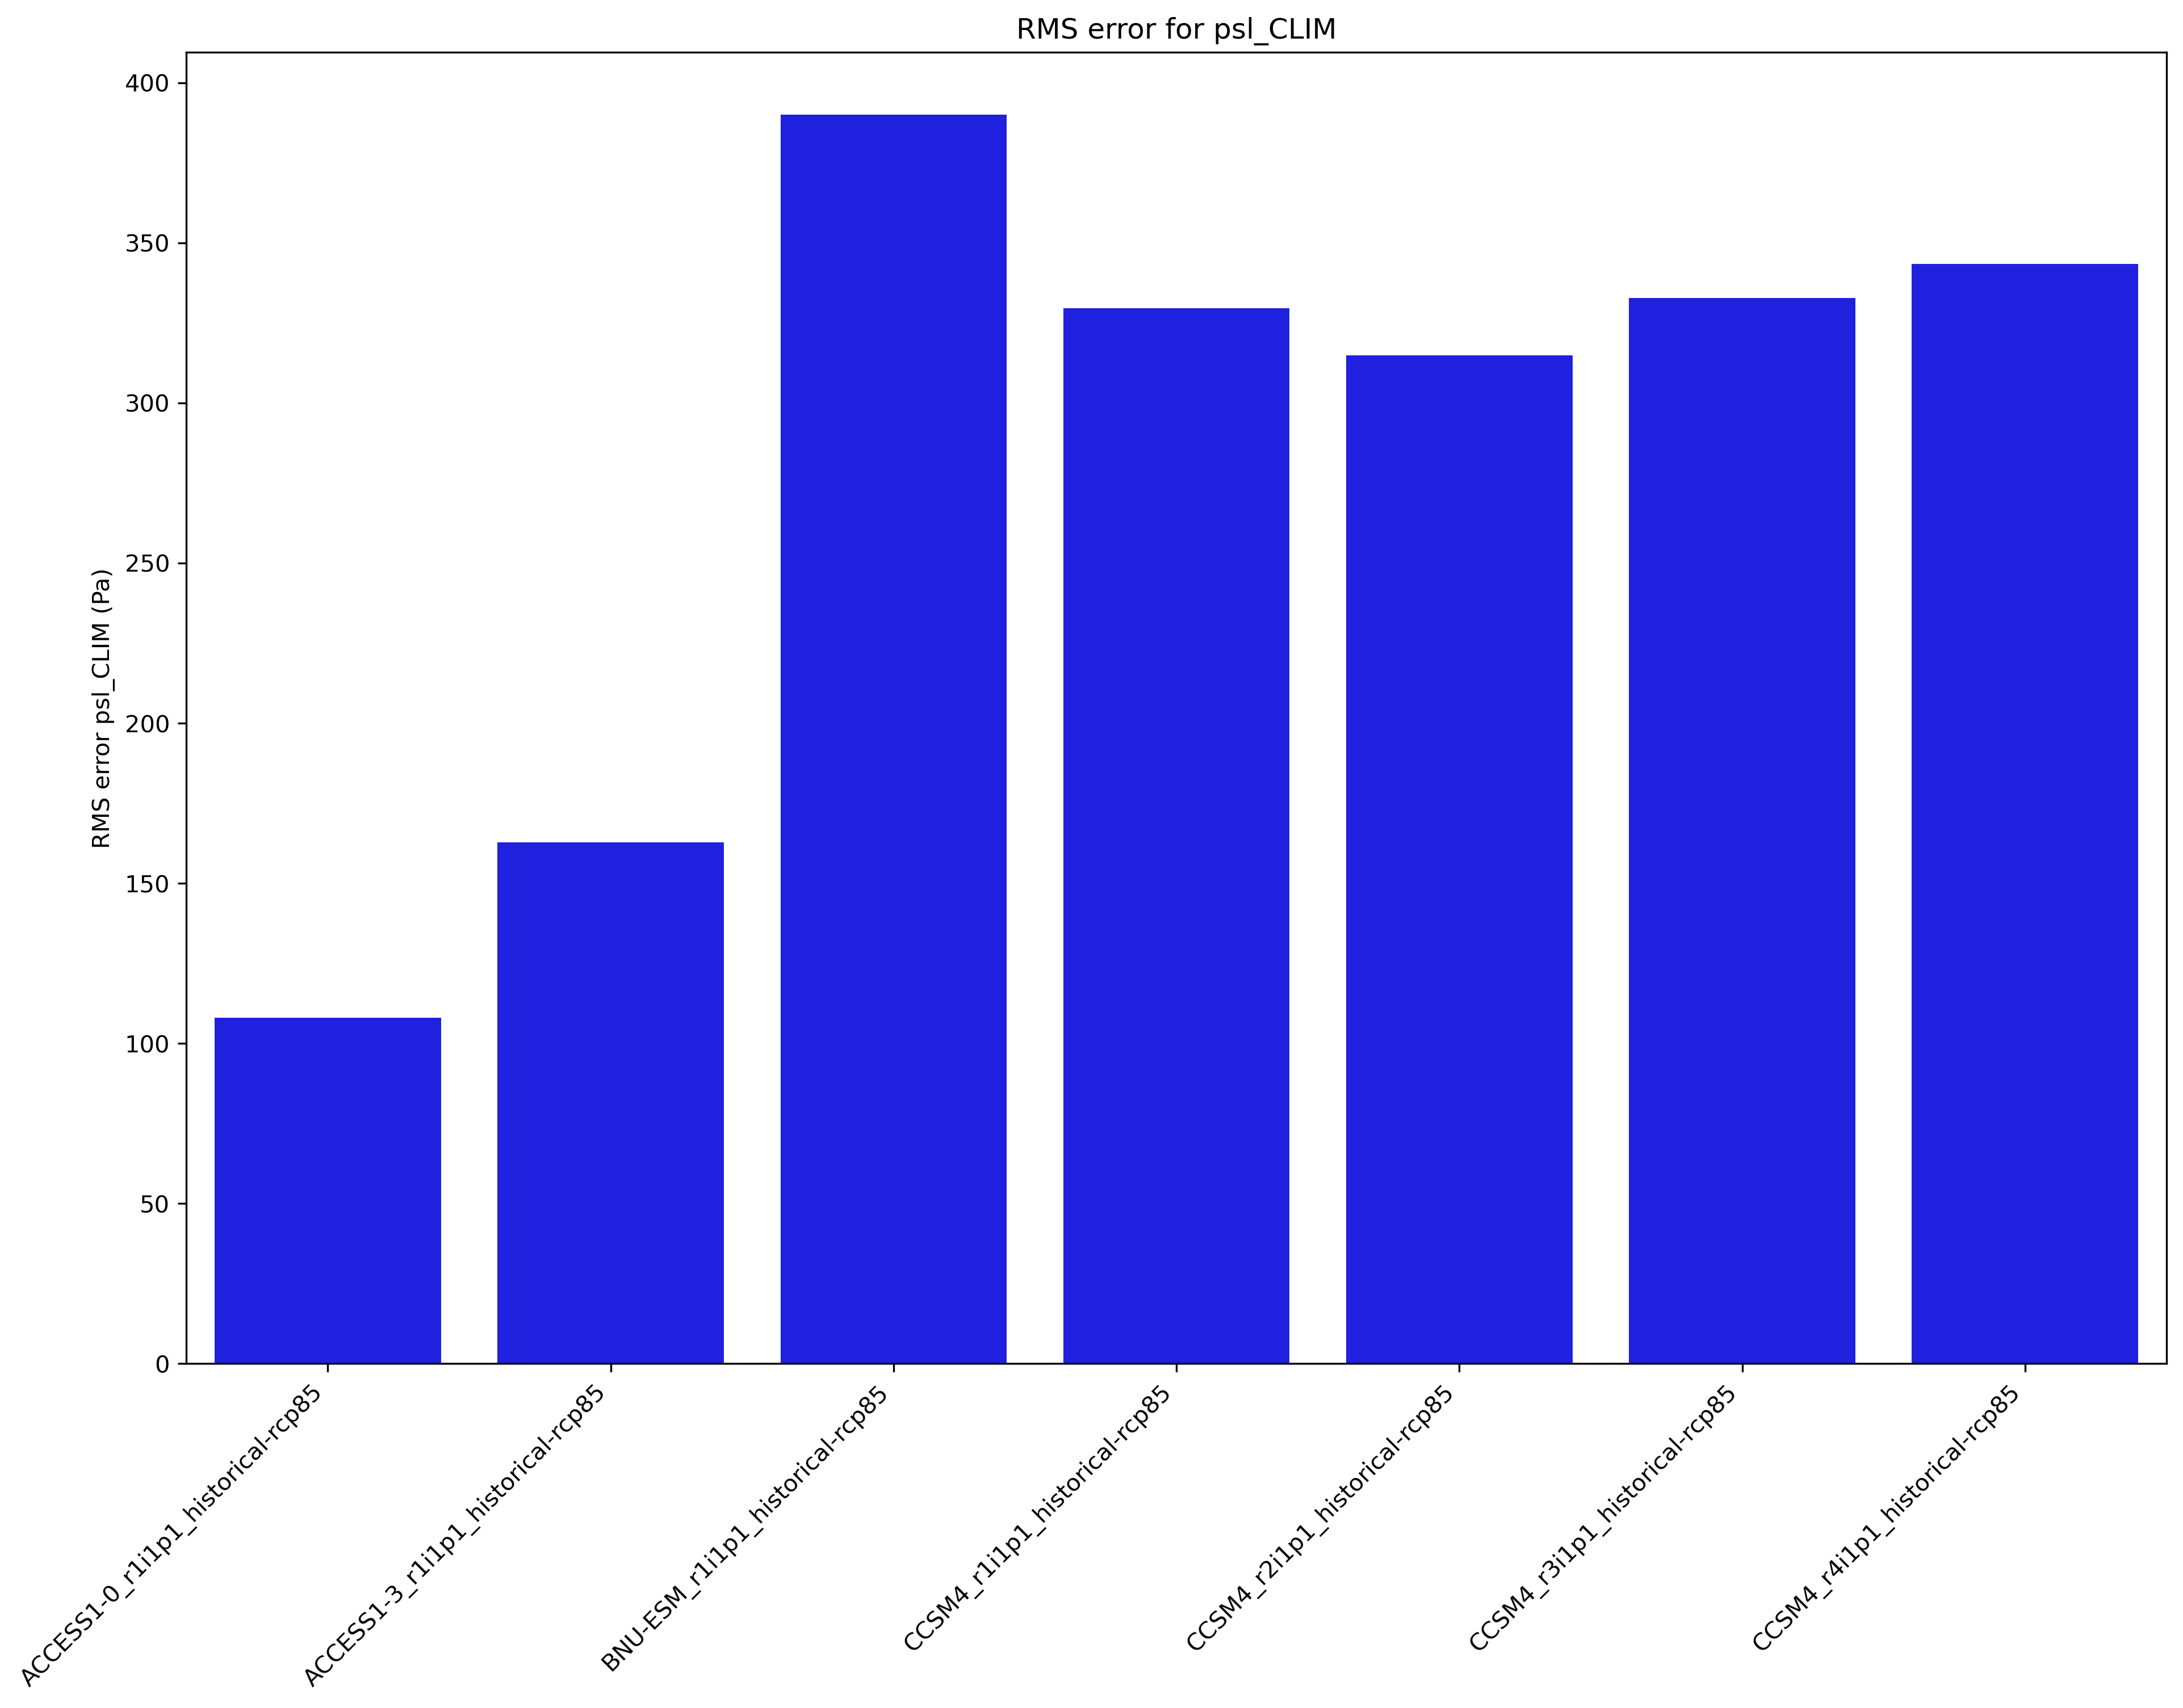 RMS error for psl_CLIM
RMS error psl_CLIM (Pa)
400
350
300
250
200
150
100
50
0
ACCESS1-0_r1i1p1_historical-rcp85
ACCESS1-3_r1i1p1_historical-rcp85
BNU-ESM_r1i1p1_historical-rcp85
CCSM4_r1i1p1_historical-rcp85
CCSM4_r2i1p1_historical-rcp85
CCSM4_r3i1p1_historical-rcp85
CCSM4_r4i1p1_historical-rcp85